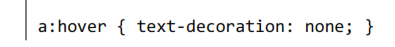 a:hover { text-decoration: none; }